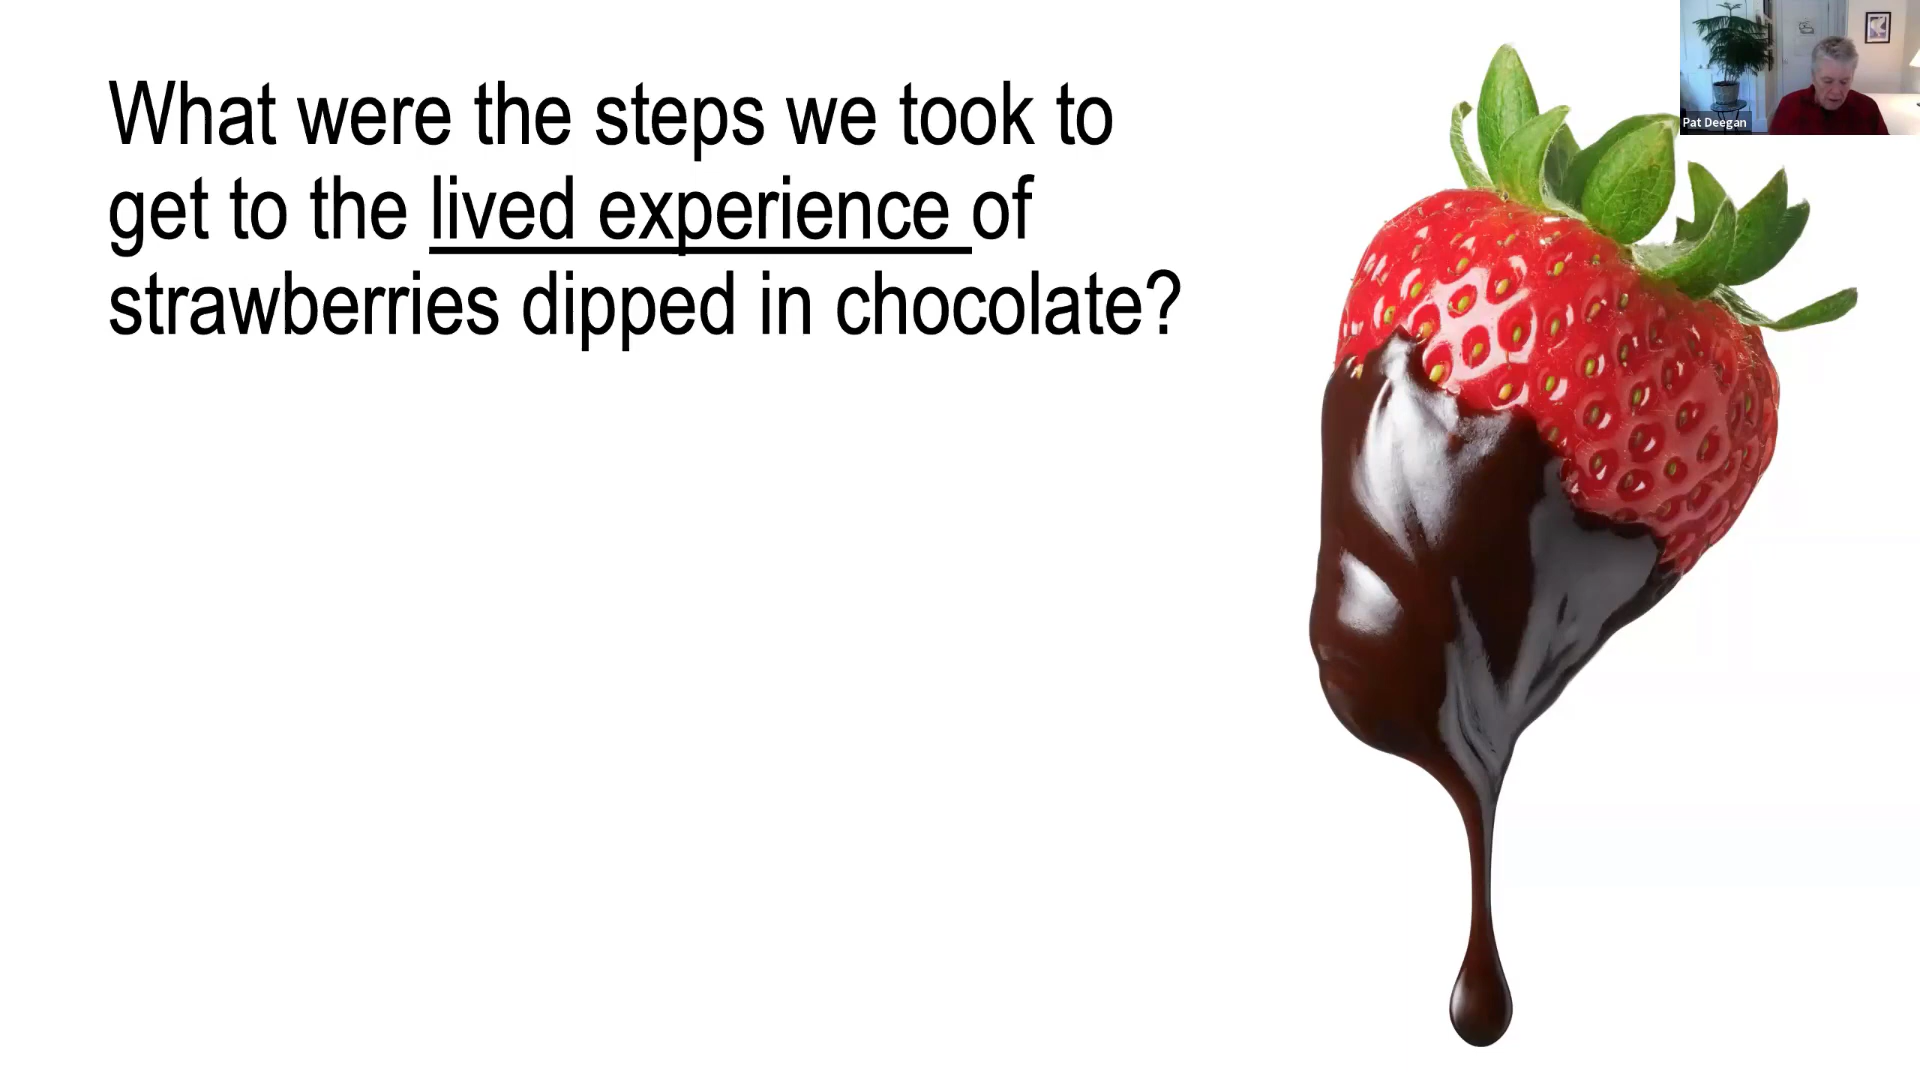 What were the steps we took to
get to the lived experience of
strawberries dipped in chocolate?
Pat Deegan